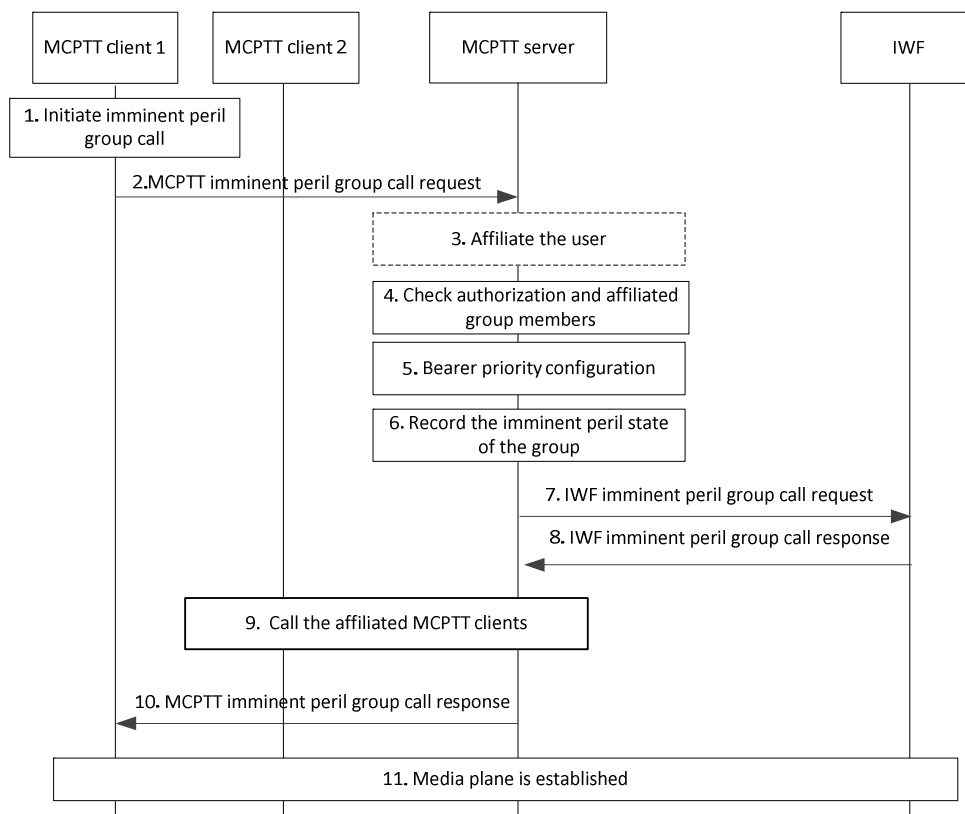 MCPTT client 1
MCPTT client 2
MCPTT server
IWF
1. Initiate imminent peril
group call
2.MCPTT imminent peril group call request
3. Affiliate the user
4. Check authorization and affiliated
group members
5. Bearer priority configuration
6. Record the imminent peril state
of the group
7. IWF imminent peril group call request
8. IWF imminent peril group call response
9. Call the affiliated MCPTT clients
10. MCPTT imminent peril group call response
11. Media plane is established